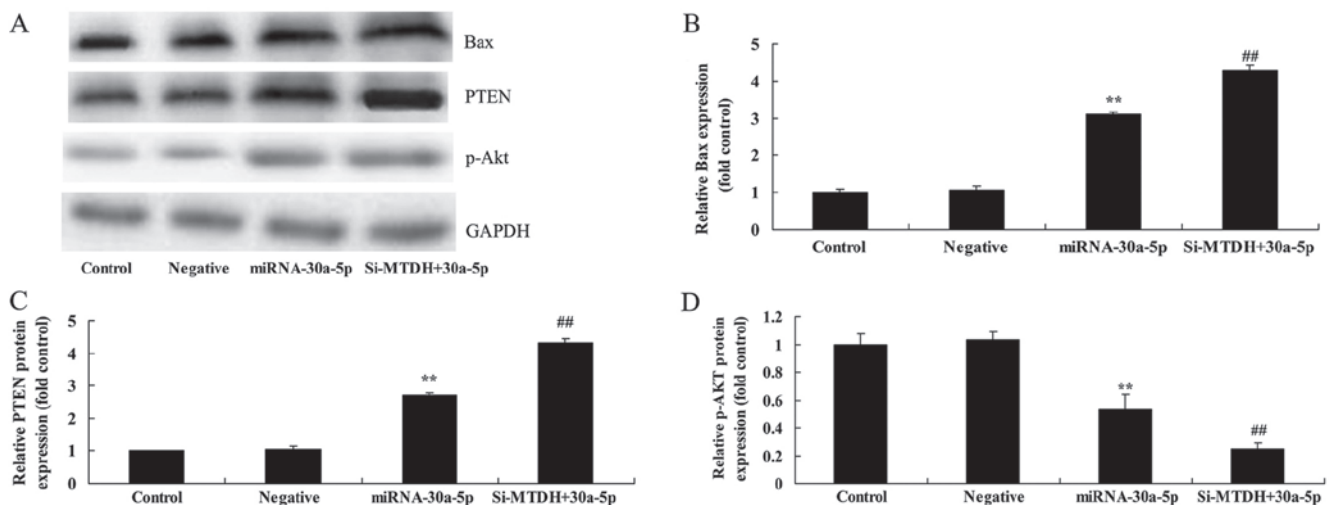 A
Bax
PTEN
p-Akt
GAPDH
Control Negative miRNA-30a-5p Si-MTDH+30a-5p
B
Relative Bax expression
(fold control)
5
4
3
2
1
0
**
##
Control Negative miRNA-30a-5p Si-MTDH+30a-5p
C
Relative PTEN protein
expression (fold control)
5
4
3
2
1
0
**
##
Control Negative miRNA-30a-5p Si-MTDH+30a-5p
D
Relative p-AKT protein
expression (fold control)
1.2
1
0.8
0.6
0.4
0.2
0
**
##
Control Negative miRNA-30a-5p Si-MTDH+30a-5p